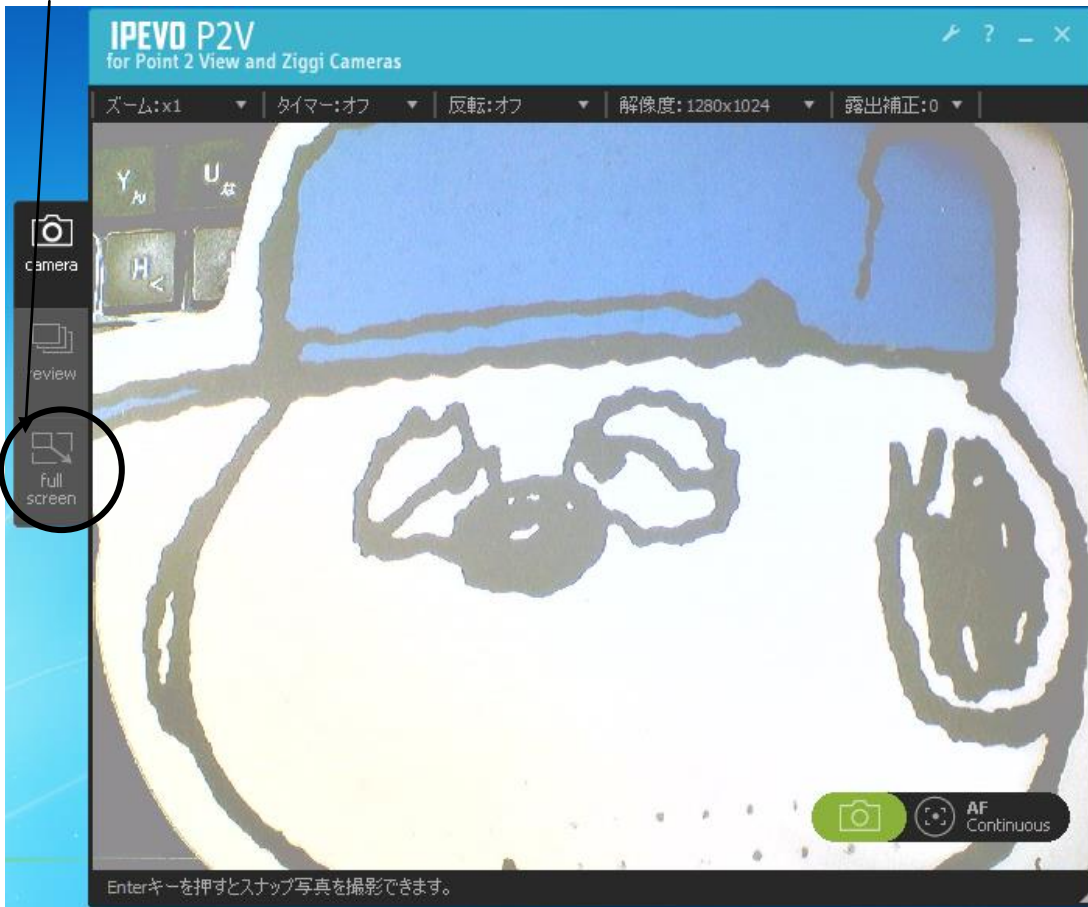 IPEVO P2V
for Point 2 View and Ziggi Cameras
ズーム:x1 タイマー:オフ 反転:オフ 解像度:1280x1024 露出補正:0
Y
ん
U
な
H
く
camera
review
full
screen
AF
Continuous
Enterキーを押すとスナップ写真を撮影できます。